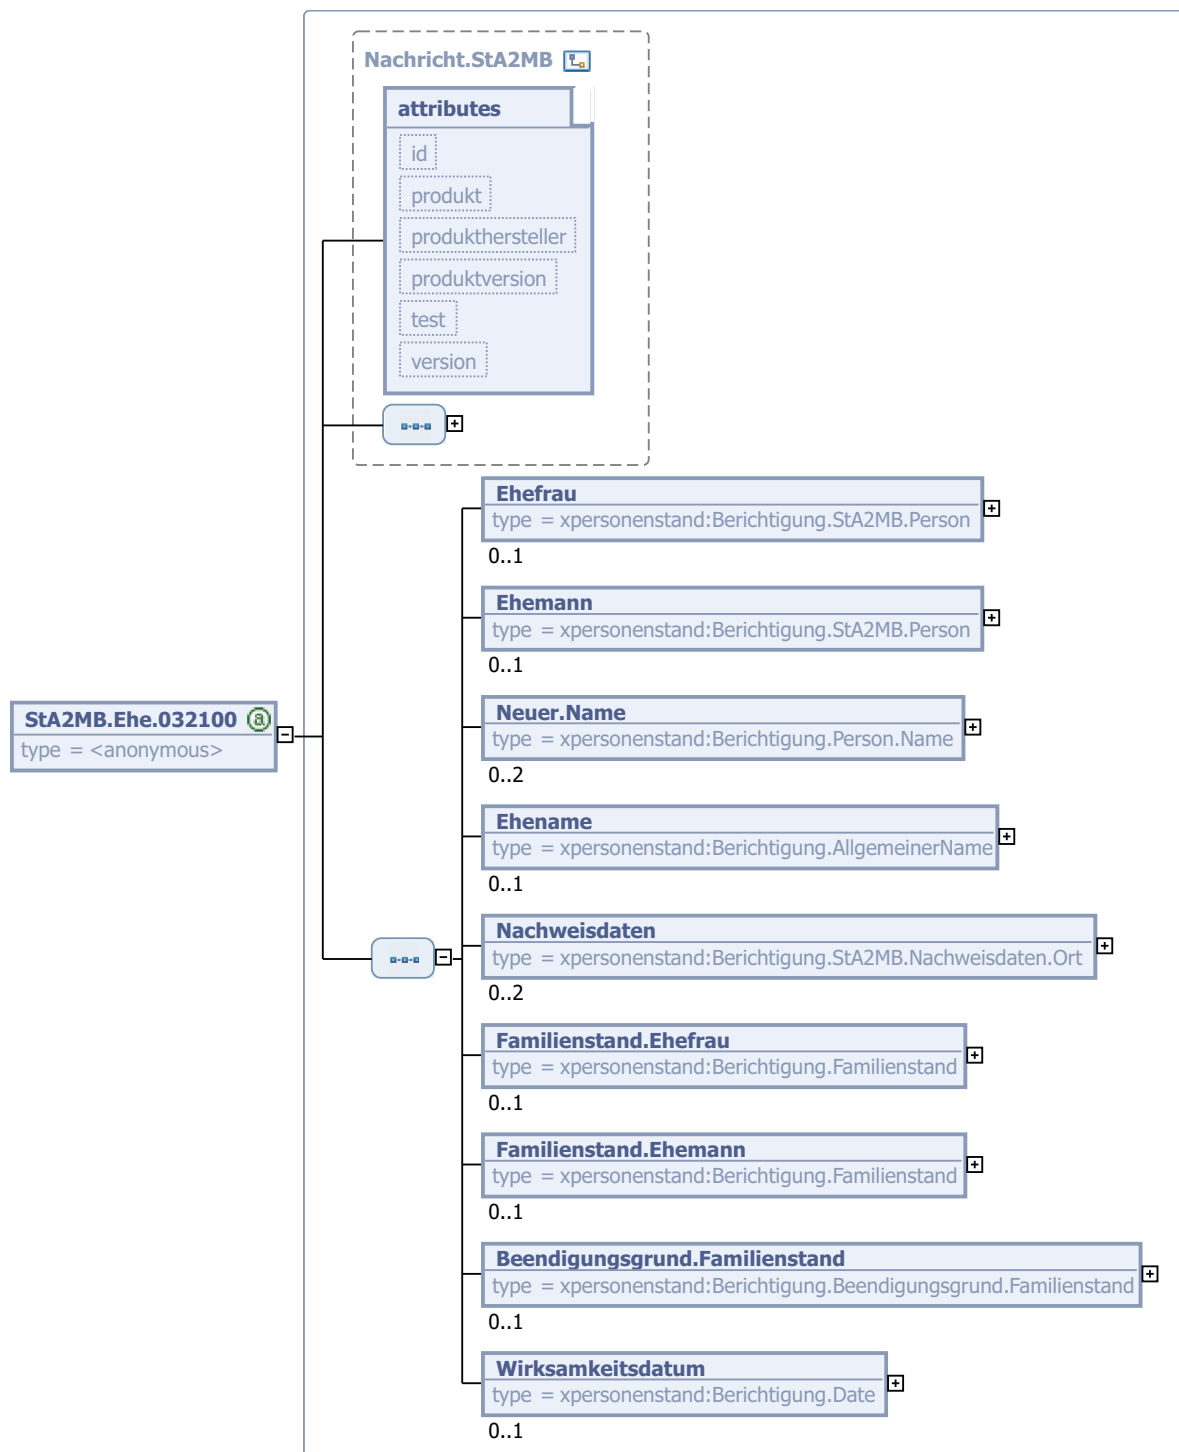 Nachricht.StA2MB
attributes
id
produkt
produkthersteller
produktversion
test
version
Ehefrau
type = xpersonenstand:Berichtigung.StA2MB.Person
0..1
Ehemann
type = xpersonenstand:Berichtigung.StA2MB.Person
0..1
Neuer.Name
type = xpersonenstand:Berichtigung.Person.Name
0..2
StA2MB.Ehe.032100 a
type = <anonymous>
Ehename
type = xpersonenstand:Berichtigung.AllgemeinerName
0..1
Nachweisdaten
type = xpersonenstand:Berichtigung.StA2MB.Nachweisdaten.Ort
0..2
Familienstand.Ehefrau
type = xpersonenstand:Berichtigung.Familienstand
0..1
Familienstand.Ehemann
type = xpersonenstand:Berichtigung.Familienstand
0..1
Beendigungsgrund.Familienstand
type = xpersonenstand:Berichtigung.Beendigungsgrund.Familienstand
0..1
Wirksamkeitsdatum
type = xpersonenstand:Berichtigung.Date
0..1